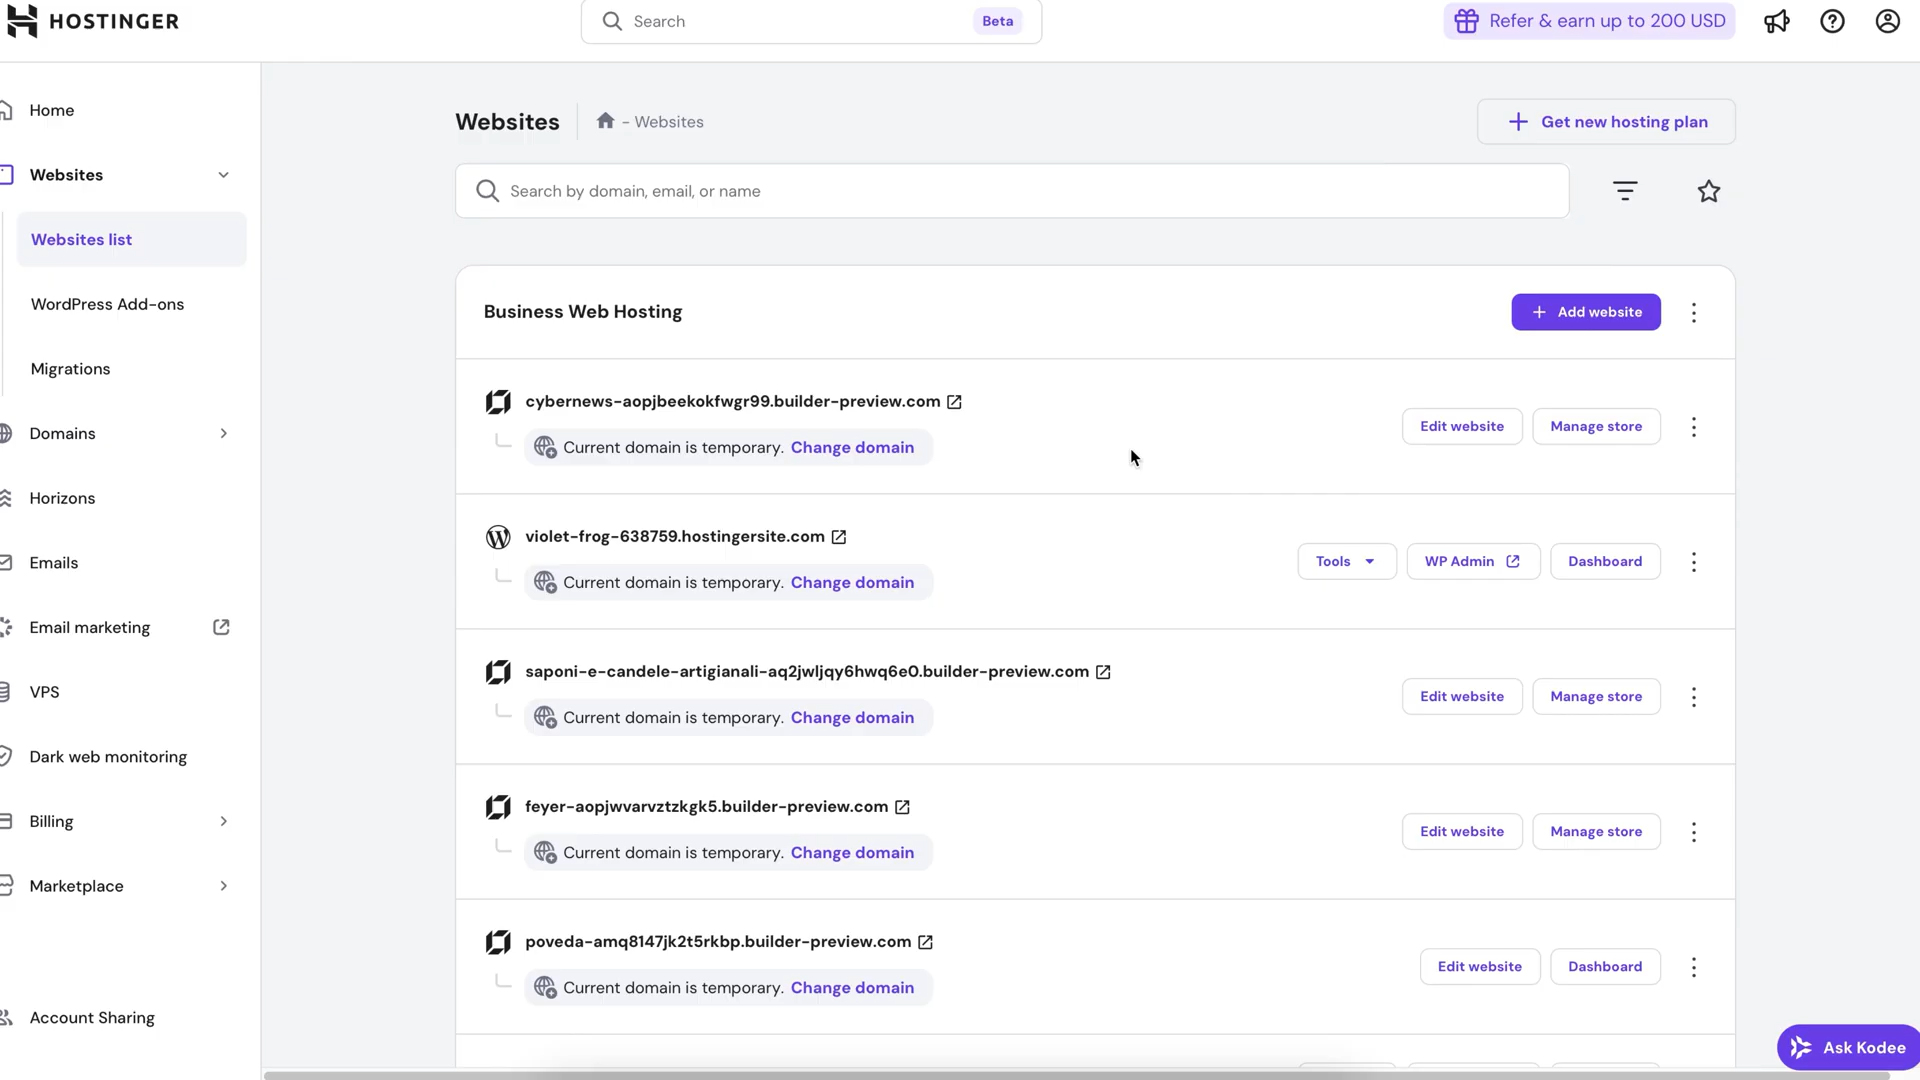 HOSTINGER
Search
Beta
Refer & earn up to 200 USD
Home
Websites
Websites list
WordPress Add-ons
Migrations
Domains
Horizons
Emails
Email marketing
VPS
Dark web monitoring
Billing
Marketplace
Account Sharing
Websites
- Websites
Get new hosting plan
Search by domain, email, or name
Business Web Hosting
Add website
cybernews-aopjbeekokfwgr99.builder-preview.com
Current domain is temporary. Change domain
Edit website
Manage store
violet-frog-638759.hostingersite.com
Current domain is temporary. Change domain
Tools
WP Admin
Dashboard
saponi-e-candele-artigianali-aq2jwljqy6hwq6e0.builder-preview.com
Current domain is temporary. Change domain
Edit website
Manage store
feyer-aopjwvarvztzkgk5.builder-preview.com
Current domain is temporary. Change domain
Edit website
Manage store
poveda-amq8147jk2t5rkbp.builder-preview.com
Current domain is temporary. Change domain
Edit website
Dashboard
Ask Kodee